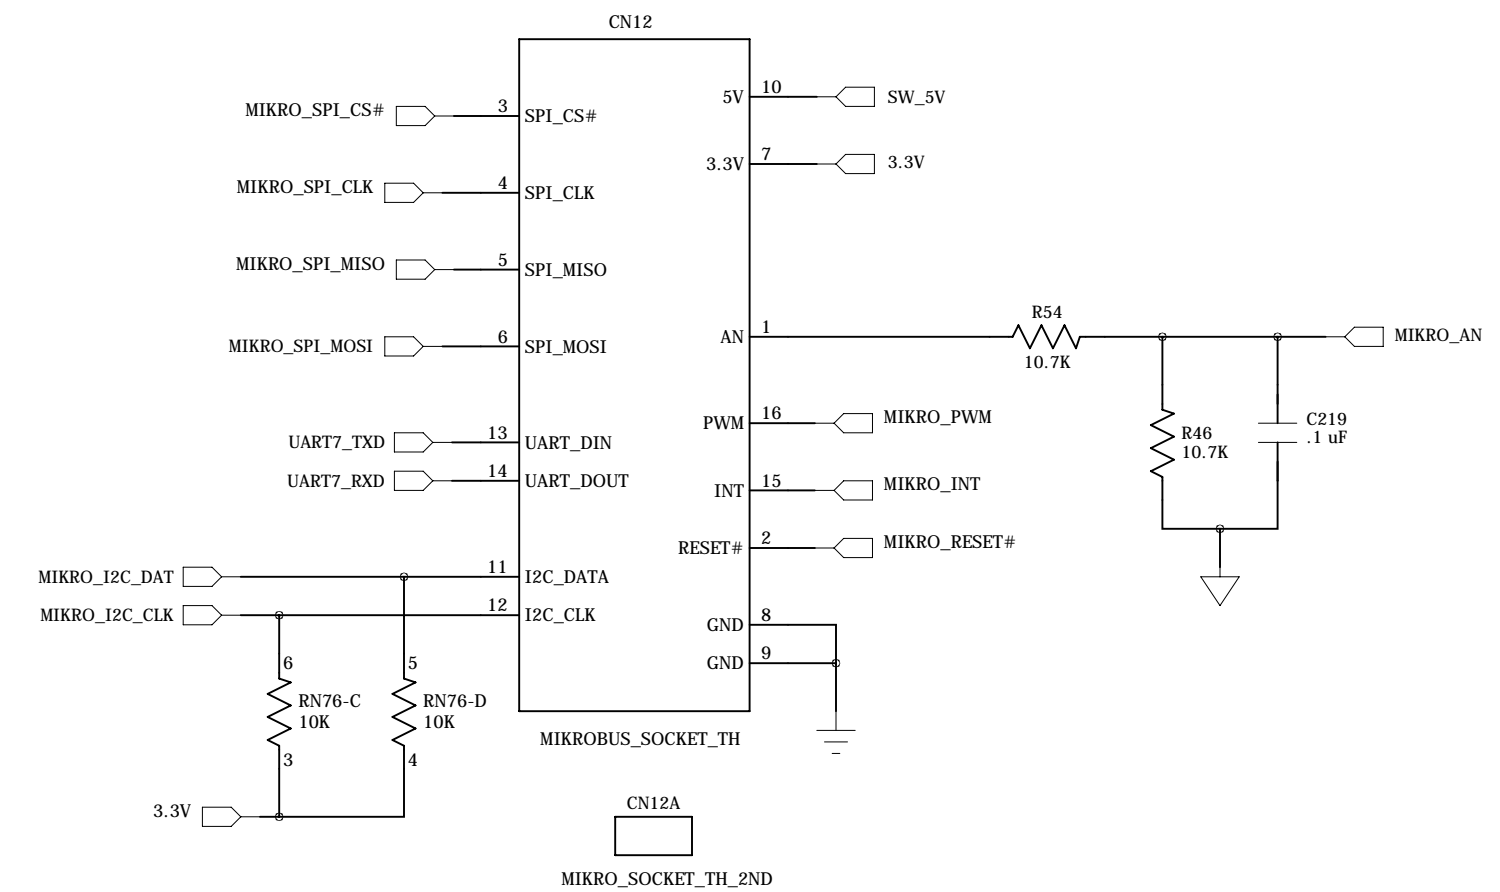 CN12
MIKRO_SPI_CS# 3 SPI_CS#
5V 10 SW_5V
3.3V 7 3.3V
MIKRO_SPI_CLK 4 SPI_CLK
MIKRO_SPI_MISO 5 SPI_MISO
MIKRO_SPI_MOSI 6 SPI_MOSI
AN 1
R54
10.7K
MIKRO_AN
PWM 16 MIKRO_PWM
R46
10.7K
C219
.1 uF
UART7_TXD 13 UART_DIN
UART7_RXD 14 UART_DOUT
INT 15 MIKRO_INT
RESET# 2 MIKRO_RESET#
MIKRO_I2C_DAT 11 I2C_DATA
MIKRO_I2C_CLK 12 I2C_CLK
GND 8
GND 9
6
RN76-C
10K
3
5
RN76-D
10K
4
3.3V
MIKROBUS_SOCKET_TH
CN12A
MIKRO_SOCKET_TH_2ND